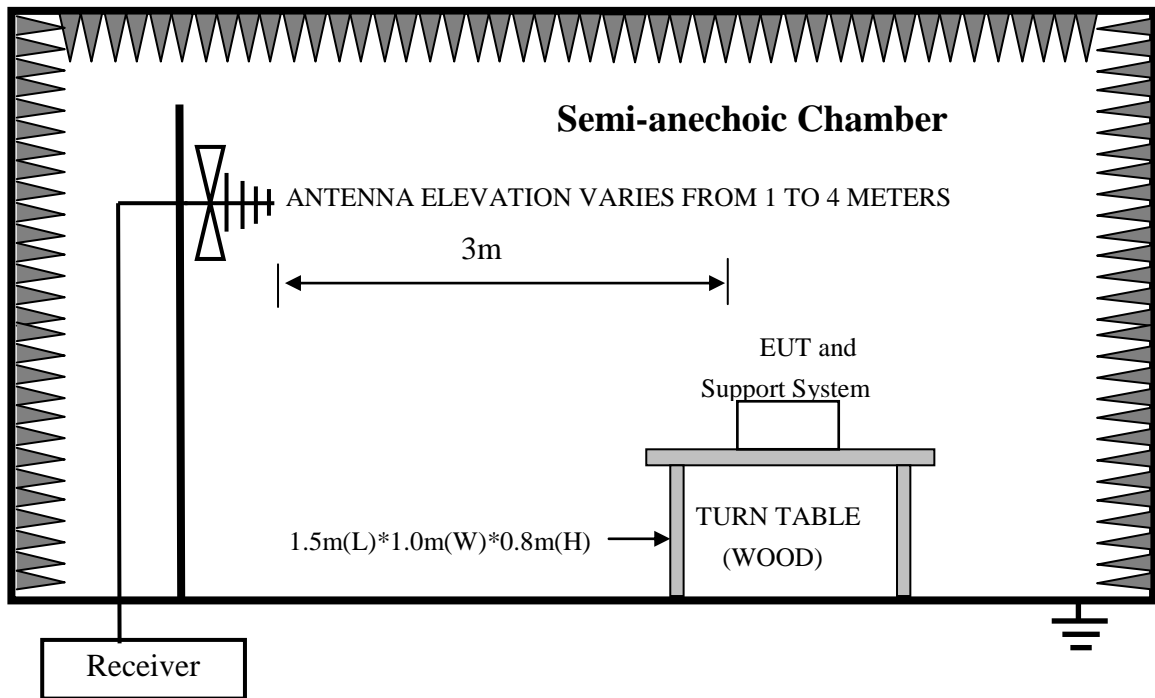 Semi-anechoic Chamber
ANTENNA ELEVATION VARIES FROM 1 TO 4 METERS
3m
EUT and
Support System
TURN TABLE
(WOOD)
1.5m(L)*1.0m(W)*0.8m(H)
Receiver